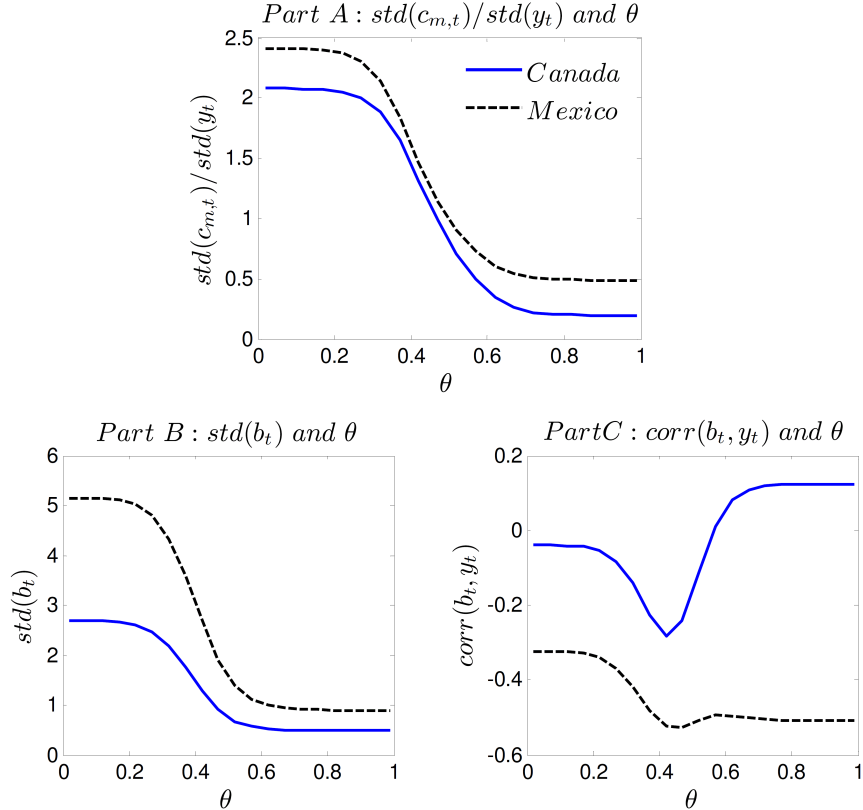 Part A : std(c_{m,t})/std(y_t) and θ
std(c_{m,t})/std(y_t)
2.5
2
1.5
1
0.5
0
Canada
Mexico
0 0.2 0.4 0.6 0.8 1
θ
Part B : std(b_t) and θ
std(b_t)
6
5
4
3
2
1
0
0 0.2 0.4 0.6 0.8 1
θ
PartC : corr(b_t, y_t) and θ
corr(b_t, y_t)
0.2
0
-0.2
-0.4
-0.6
0 0.2 0.4 0.6 0.8 1
θ